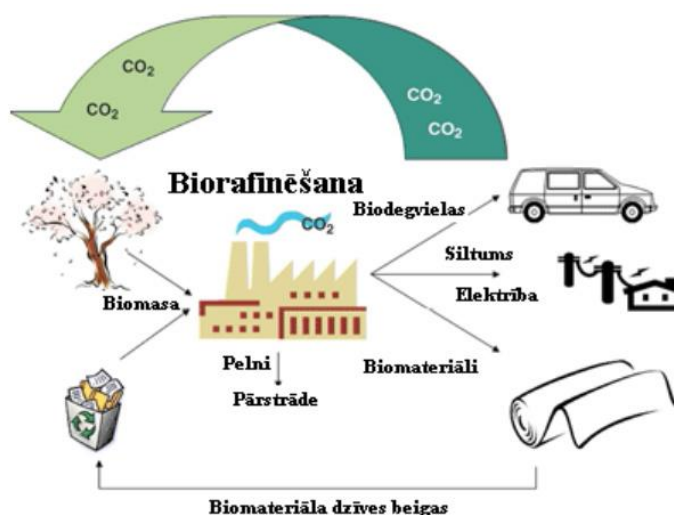 CO₂
CO₂
CO₂
CO₂
Biorafinēšana
CO₂
Biodegvielas
Siltums
Elektrība
Biomasa
Pelni
Pārstrāde
Biomateriāli
Biomateriāla dzīves beigas